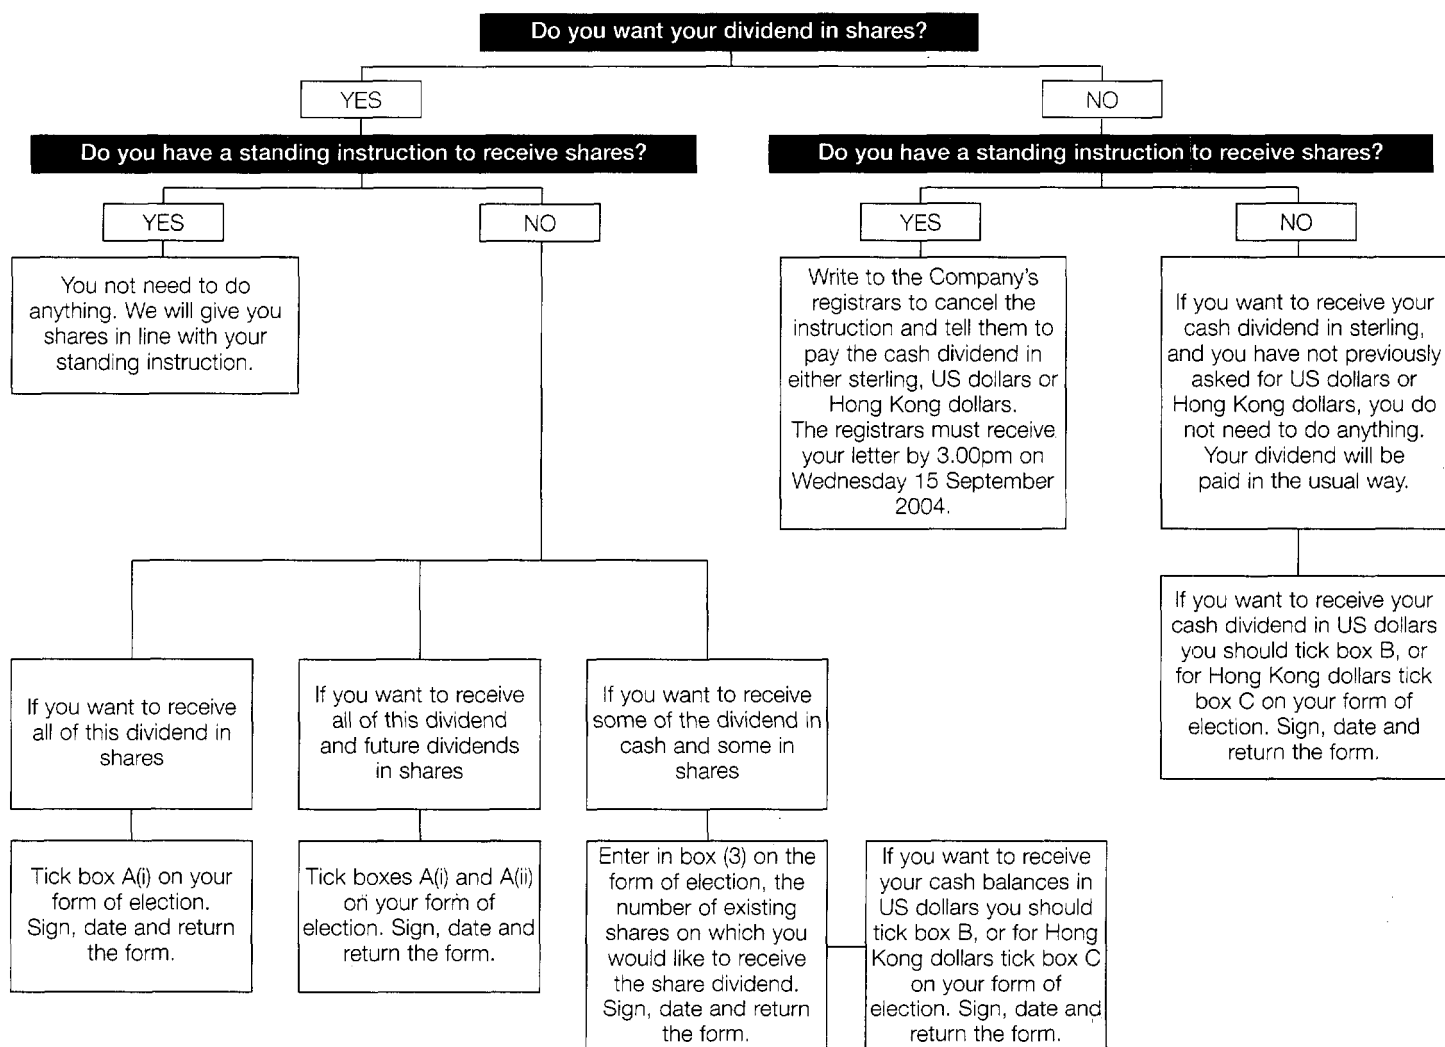 Do you want your dividend in shares?
YES
NO
Do you have a standing instruction to receive shares?
Do you have a standing instruction to receive shares?
YES
NO
YES
NO
You not need to do
anything. We will give you
shares in line with your
standing instruction.
Write to the Company's
registrars to cancel the
instruction and tell them to
pay the cash dividend in
either sterling, US dollars or
Hong Kong dollars.
The registrars must receive
your letter by 3.00pm on
Wednesday 15 September
2004.
If you want to receive your
cash dividend in sterling,
and you have not previously
asked for US dollars or
Hong Kong dollars, you do
not need to do anything.
Your dividend will be
paid in the usual way.
If you want to receive your
cash dividend in US dollars
you should tick box B, or
for Hong Kong dollars tick
box C on your form of
election. Sign, date and
return the form.
If you want to receive
all of this dividend in
shares
If you want to receive
all of this dividend
and future dividends
in shares
If you want to receive
some of the dividend in
cash and some in
shares
Tick box A(i) on your
form of election.
Sign, date and return
the form.
Tick boxes A(i) and A(ii)
on your form of
election. Sign, date and
return the form.
Enter in box (3) on the
form of election, the
number of existing
shares on which you
would like to receive
the share dividend.
Sign, date and return
the form.
If you want to receive
your cash balances in
US dollars you should
tick box B, or for Hong
Kong dollars tick box C
on your form of
election. Sign, date and
return the form.